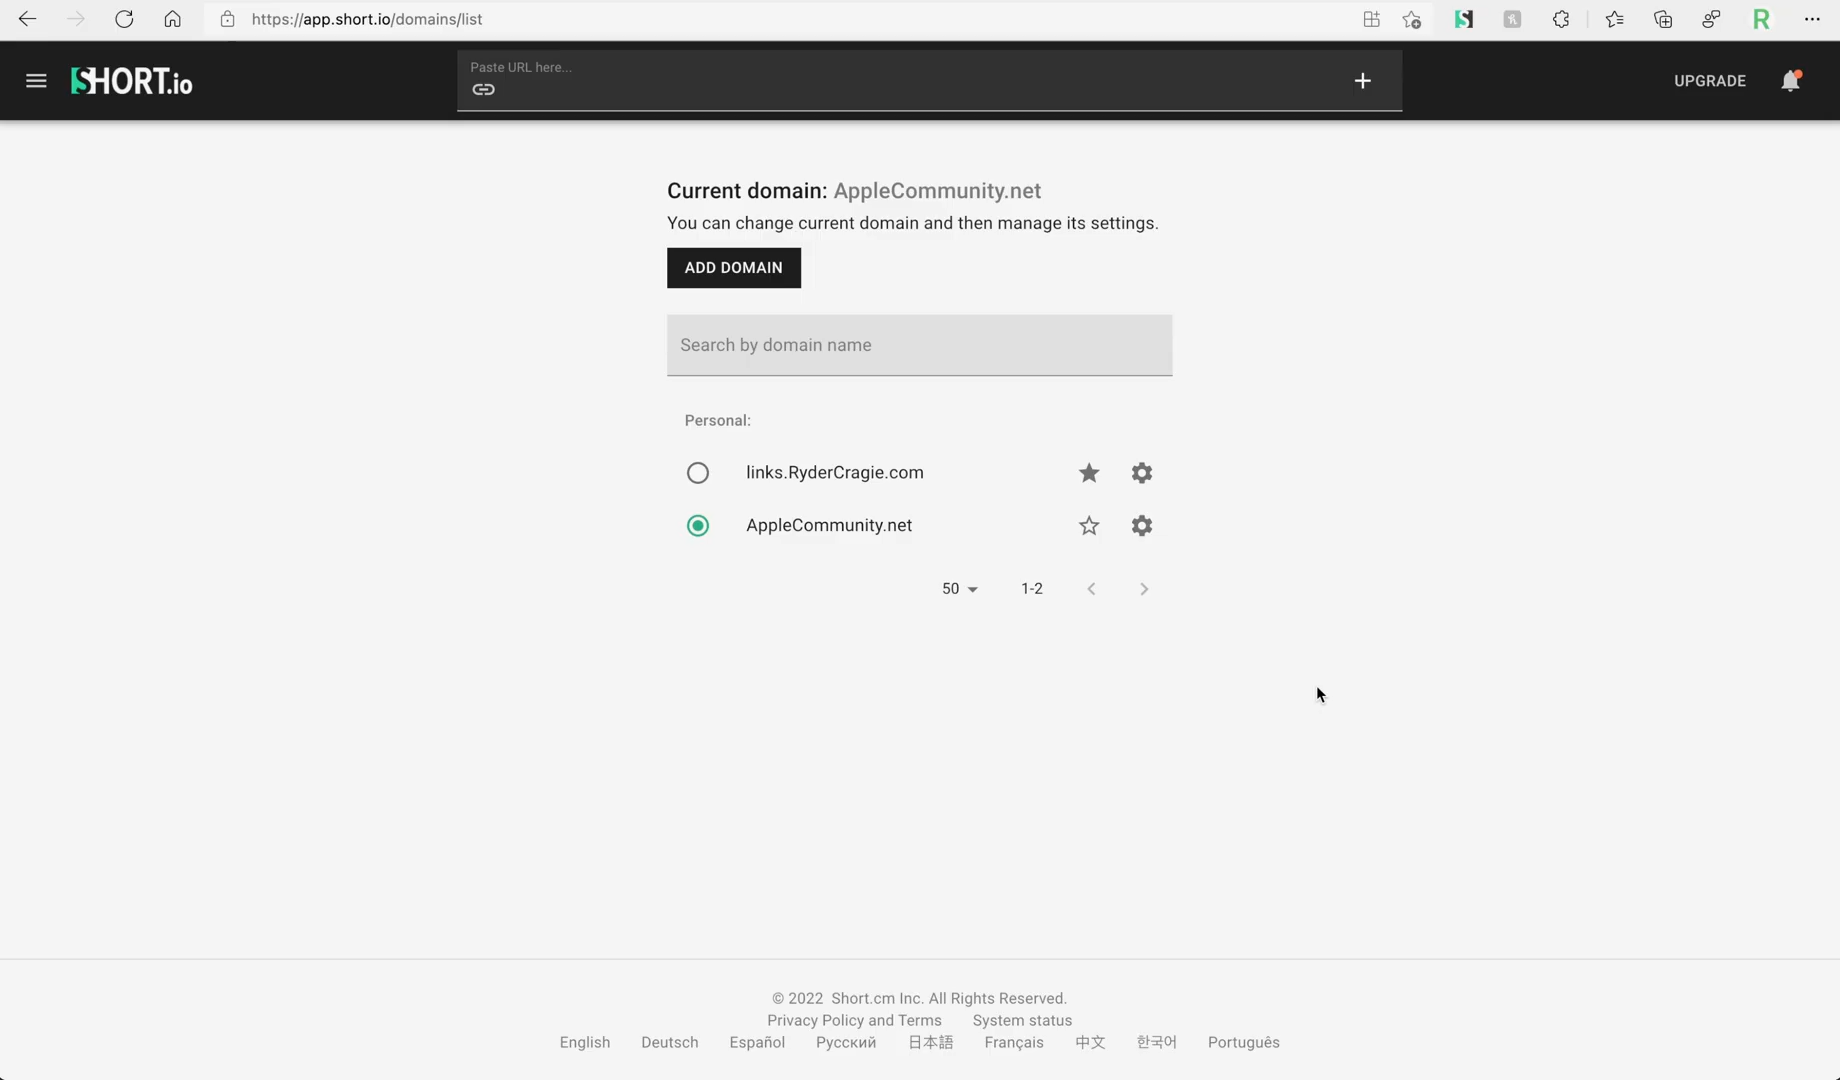 https://app.short.io/domains/list
R
SHORT.io
Paste URL here...
UPGRADE
Current domain: AppleCommunity.net
You can change current domain and then manage its settings.
ADD DOMAIN
Search by domain name
Personal:
links.RyderCragie.com
AppleCommunity.net
50 1-2
© 2022 Short.cm Inc. All Rights Reserved.
Privacy Policy and Terms System status
English Deutsch Español Русский 日本語 Français 中文 한국어 Português